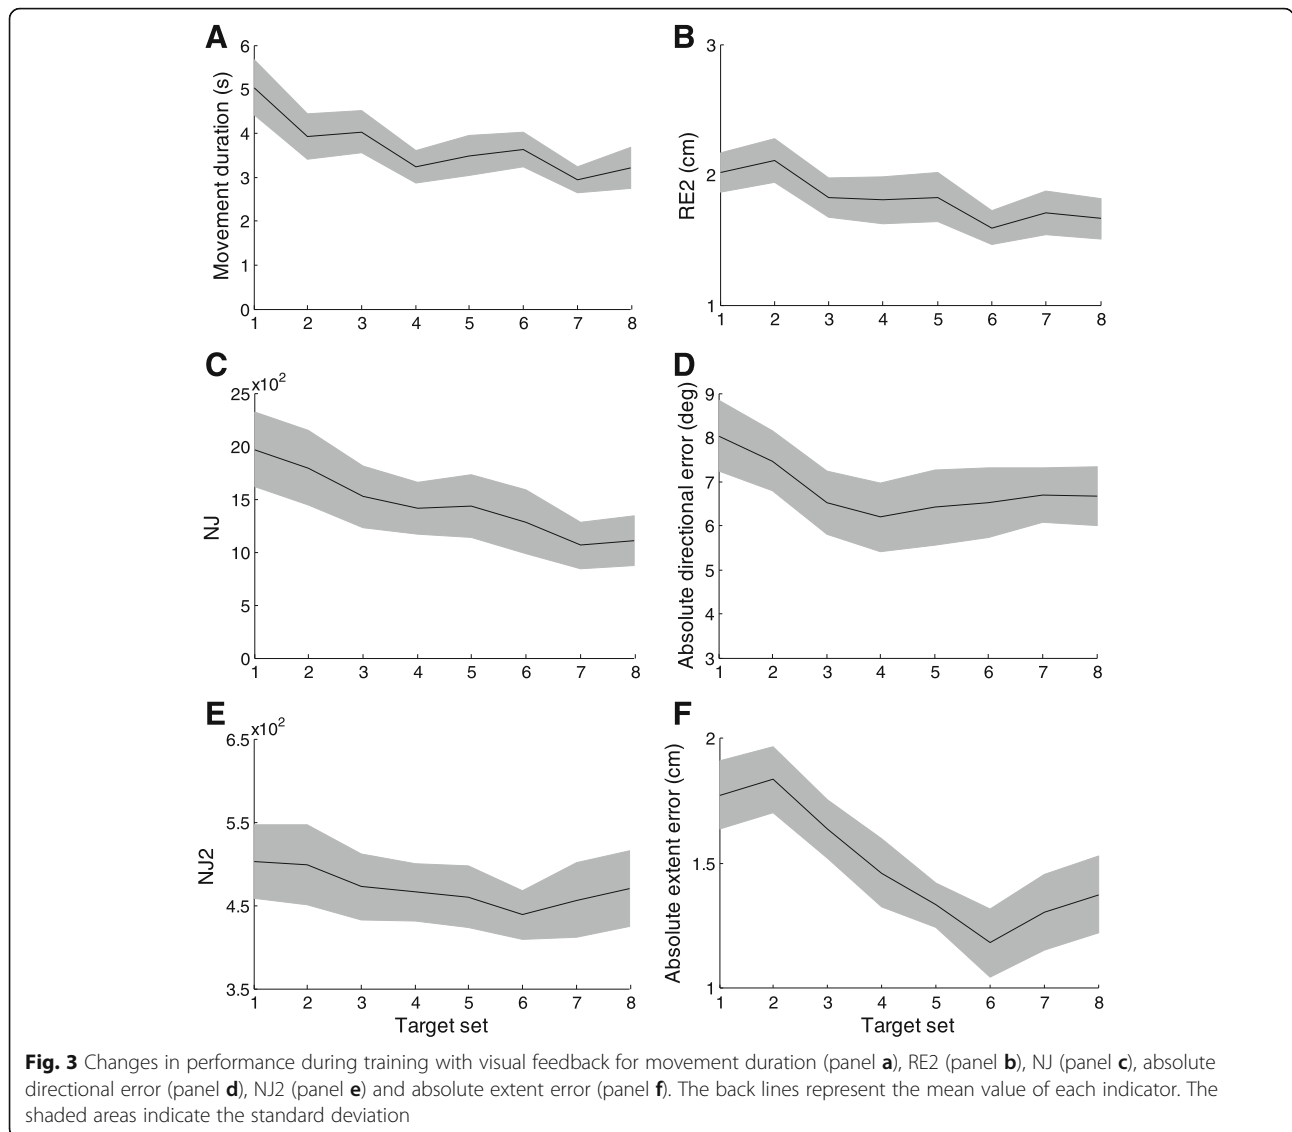 A
B
6
5
4
3
2
1
0
Movement duration (s)
1 2 3 4 5 6 7 8
3
2
1
RE2 (cm)
1 2 3 4 5 6 7 8
C
D
x10²
25
20
15
10
5
0
NJ
1 2 3 4 5 6 7 8
9
8
7
6
5
4
3
Absolute directional error (deg)
1 2 3 4 5 6 7 8
E
F
x10²
6.5
5.5
4.5
3.5
NJ2
1 2 3 4 5 6 7 8
Target set
2
1.5
1
Absolute extent error (cm)
1 2 3 4 5 6 7 8
Target set
Fig. 3 Changes in performance during training with visual feedback for movement duration (panel a), RE2 (panel b), NJ (panel c), absolute
directional error (panel d), NJ2 (panel e) and absolute extent error (panel f). The back lines represent the mean value of each indicator. The
shaded areas indicate the standard deviation